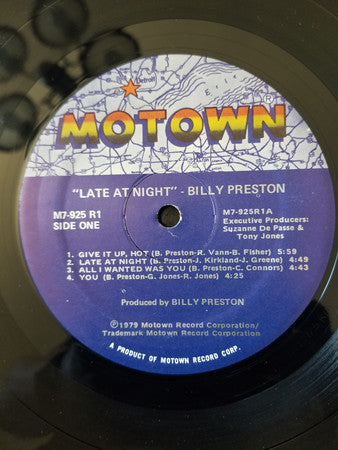 Detroit
MOTOWN
®
"LATE AT NIGHT" - BILLY PRESTON
M7-925 R1
SIDE ONE
M7-925R1A
Executive Producers:
Suzanne De Passe &
Tony Jones
1. GIVE IT UP, HOT (B. Preston-R. Vann-B. Fisher) 5:59
2. LATE AT NIGHT (B. Preston-J. Kirkland-J. Greene) 4:49
3. ALL I WANTED WAS YOU (B. Preston-C. Connors) 4:43
4. YOU (B. Preston-G. Jones-R. Jones) 4:25
Produced by BILLY PRESTON
Ⓟ©1979 Motown Record Corporation/
Trademark Motown Record Corporation.
A PRODUCT OF MOTOWN RECORD CORP.